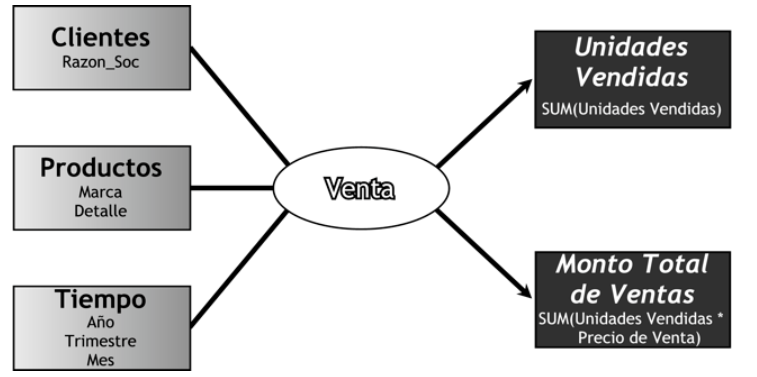 Clientes
Razon_Soc
Productos
Marca
Detalle
Tiempo
Año
Trimestre
Mes
Venta
Unidades
Vendidas
SUM(Unidades Vendidas)
Monto Total
de Ventas
SUM(Unidades Vendidas *
Precio de Venta)